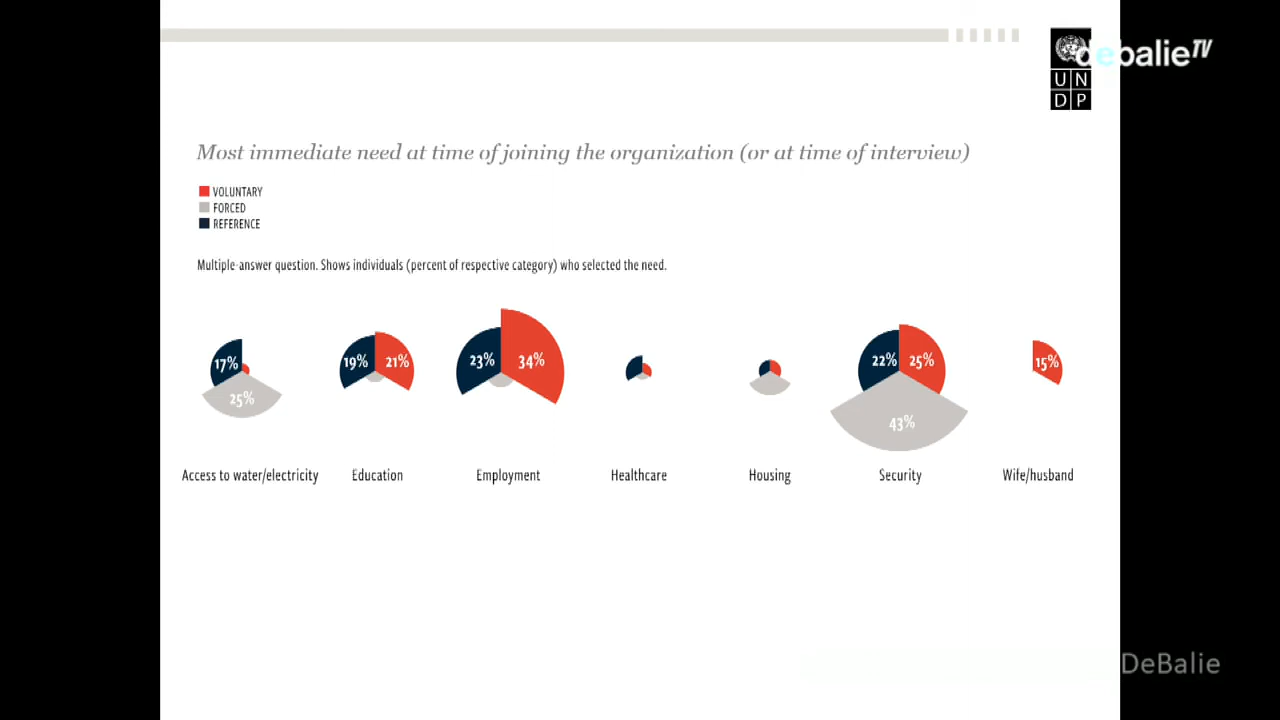 debalieTV
UN
DP
Most immediate need at time of joining the organization (or at time of interview)
VOLUNTARY
FORCED
REFERENCE
Multiple-answer question. Shows individuals (percent of respective category) who selected the need.
17%
25%
19% 21%
23% 34%
22% 25%
43%
15%
Access to water/electricity Education Employment Healthcare Housing Security Wife/husband
DeBalie